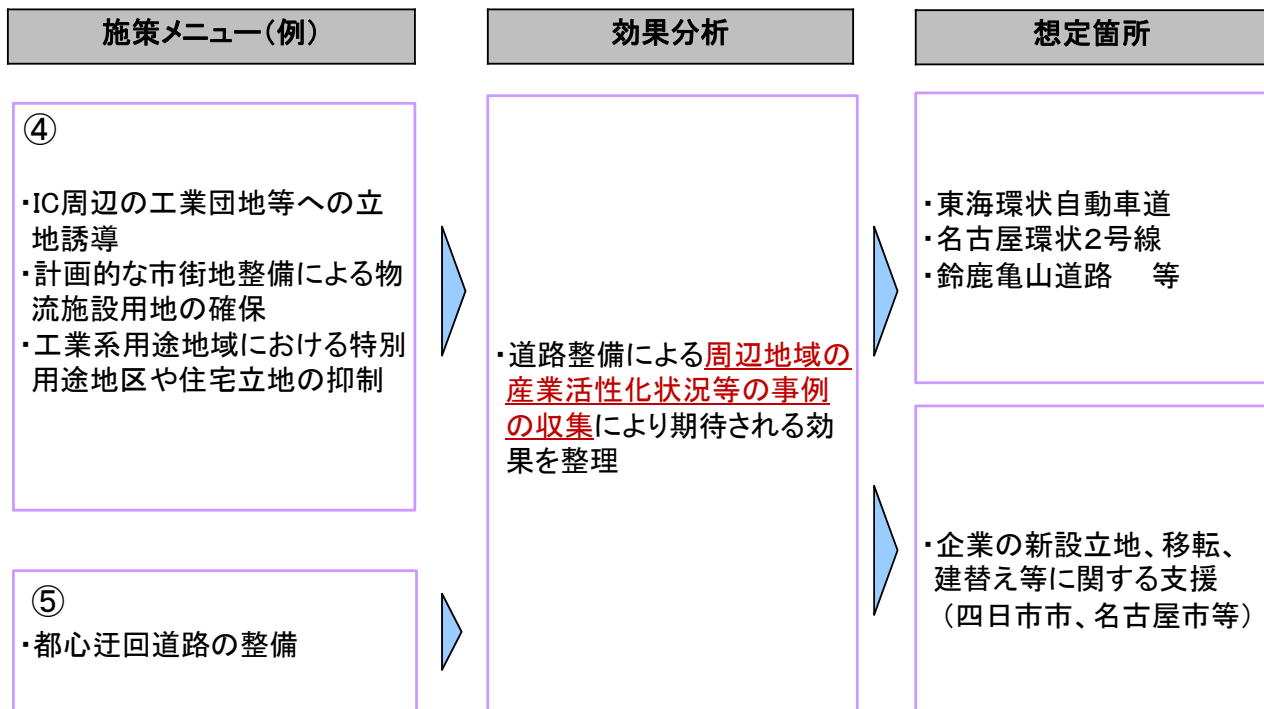 施策メニュー(例)
効果分析
想定箇所
④
・IC周辺の工業団地等への立
地誘導
・計画的な市街地整備による物
流施設用地の確保
・工業系用途地域における特別
用途地区や住宅立地の抑制
⑤
・都心迂回道路の整備
・道路整備による周辺地域の
産業活性化状況等の事例
の収集により期待される効
果を整理
・東海環状自動車道
・名古屋環状2号線
・鈴鹿亀山道路　等
・企業の新設立地、移転、
建替え等に関する支援
(四日市市、名古屋市等)